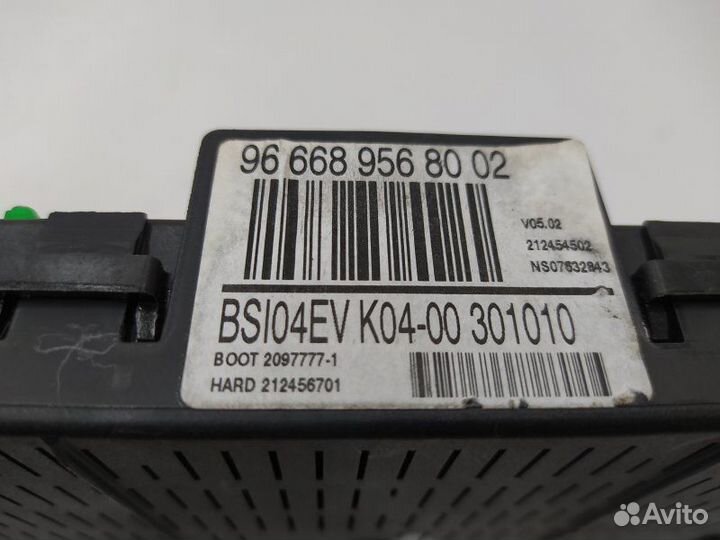 96 668 956 80 02
V05.02
212454502
NS07632843
BSI04EV K04-00 301010
BOOT 2097777-1
HARD 212456701
Avito